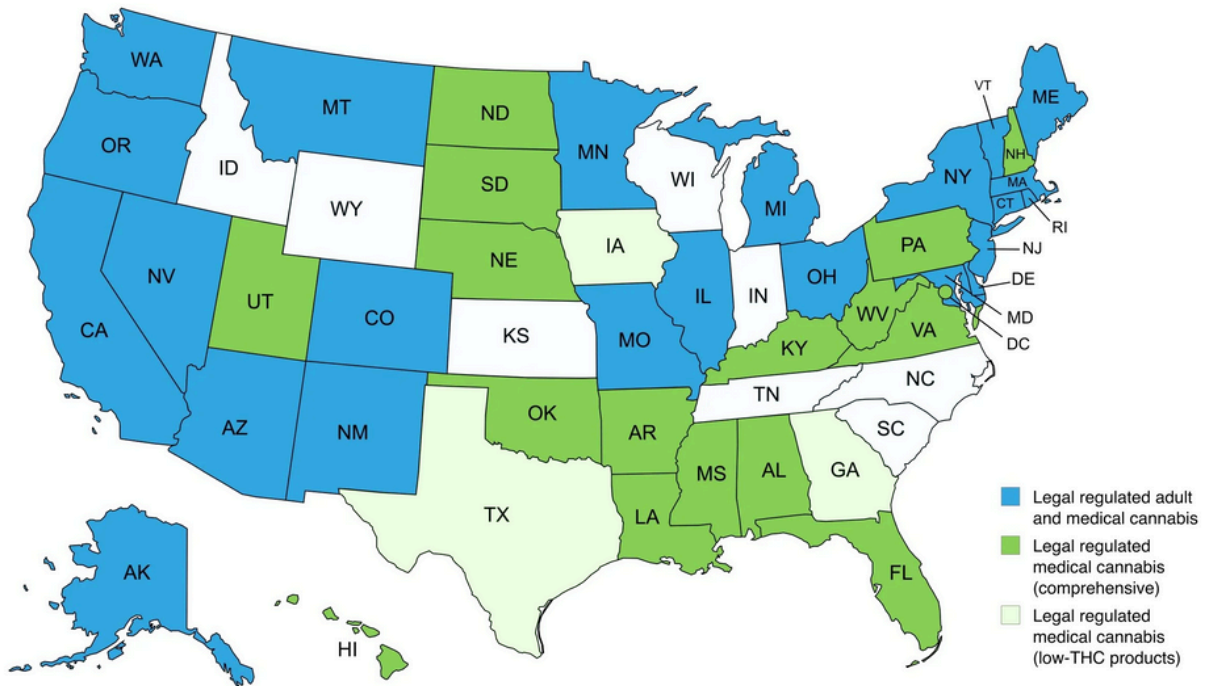 WA
MT
ND
MN
VT
ME
OR
ID
SD
WI
NH
NY
MA
WY
MI
CT
RI
IA
PA
NJ
NE
NV
OH
DE
UT
IL
IN
CO
WV
MD
CA
KS
MO
VA
DC
KY
NC
TN
OK
AZ
NM
AR
SC
MS
AL
GA
TX
LA
Legal regulated adult
and medical cannabis
Legal regulated
medical cannabis
(comprehensive)
AK
FL
Legal regulated
medical cannabis
(low-THC products)
HI